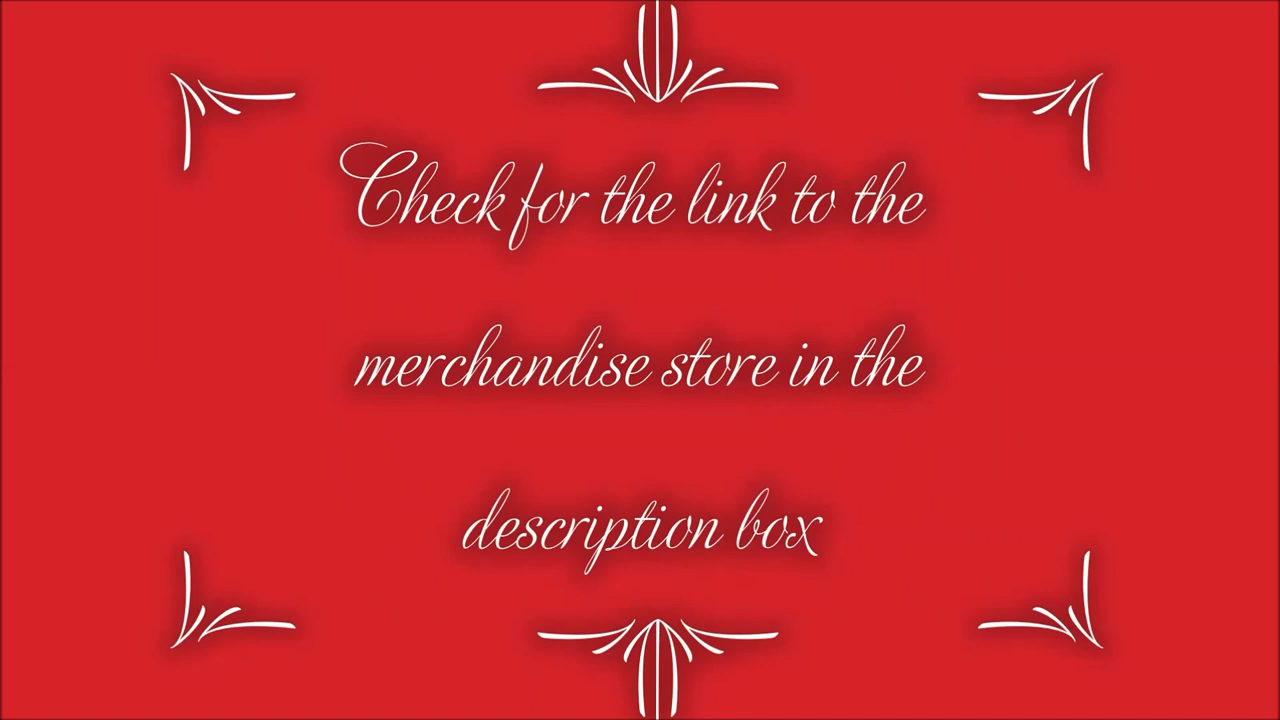 Check for the link to the
merchandise store in the
description box